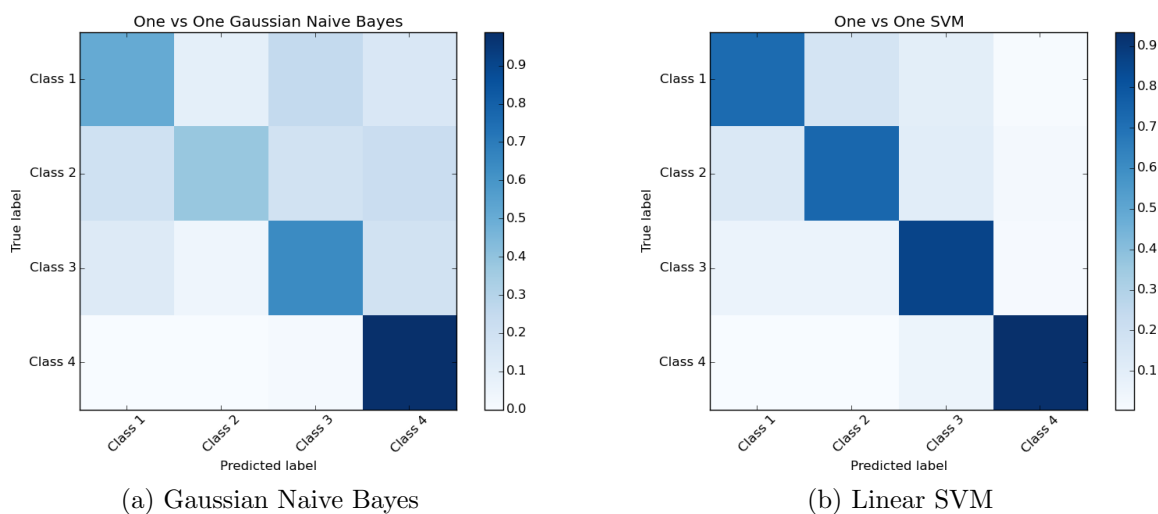 One vs One Gaussian Naive Bayes
Class 1
Class 2
Class 3
Class 4
True label
Class 1
Class 2
Class 3
Class 4
Predicted label
0.9
0.8
0.7
0.6
0.5
0.4
0.3
0.2
0.1
0.0
(a) Gaussian Naive Bayes
One vs One SVM
Class 1
Class 2
Class 3
Class 4
True label
Class 1
Class 2
Class 3
Class 4
Predicted label
0.9
0.8
0.7
0.6
0.5
0.4
0.3
0.2
0.1
(b) Linear SVM